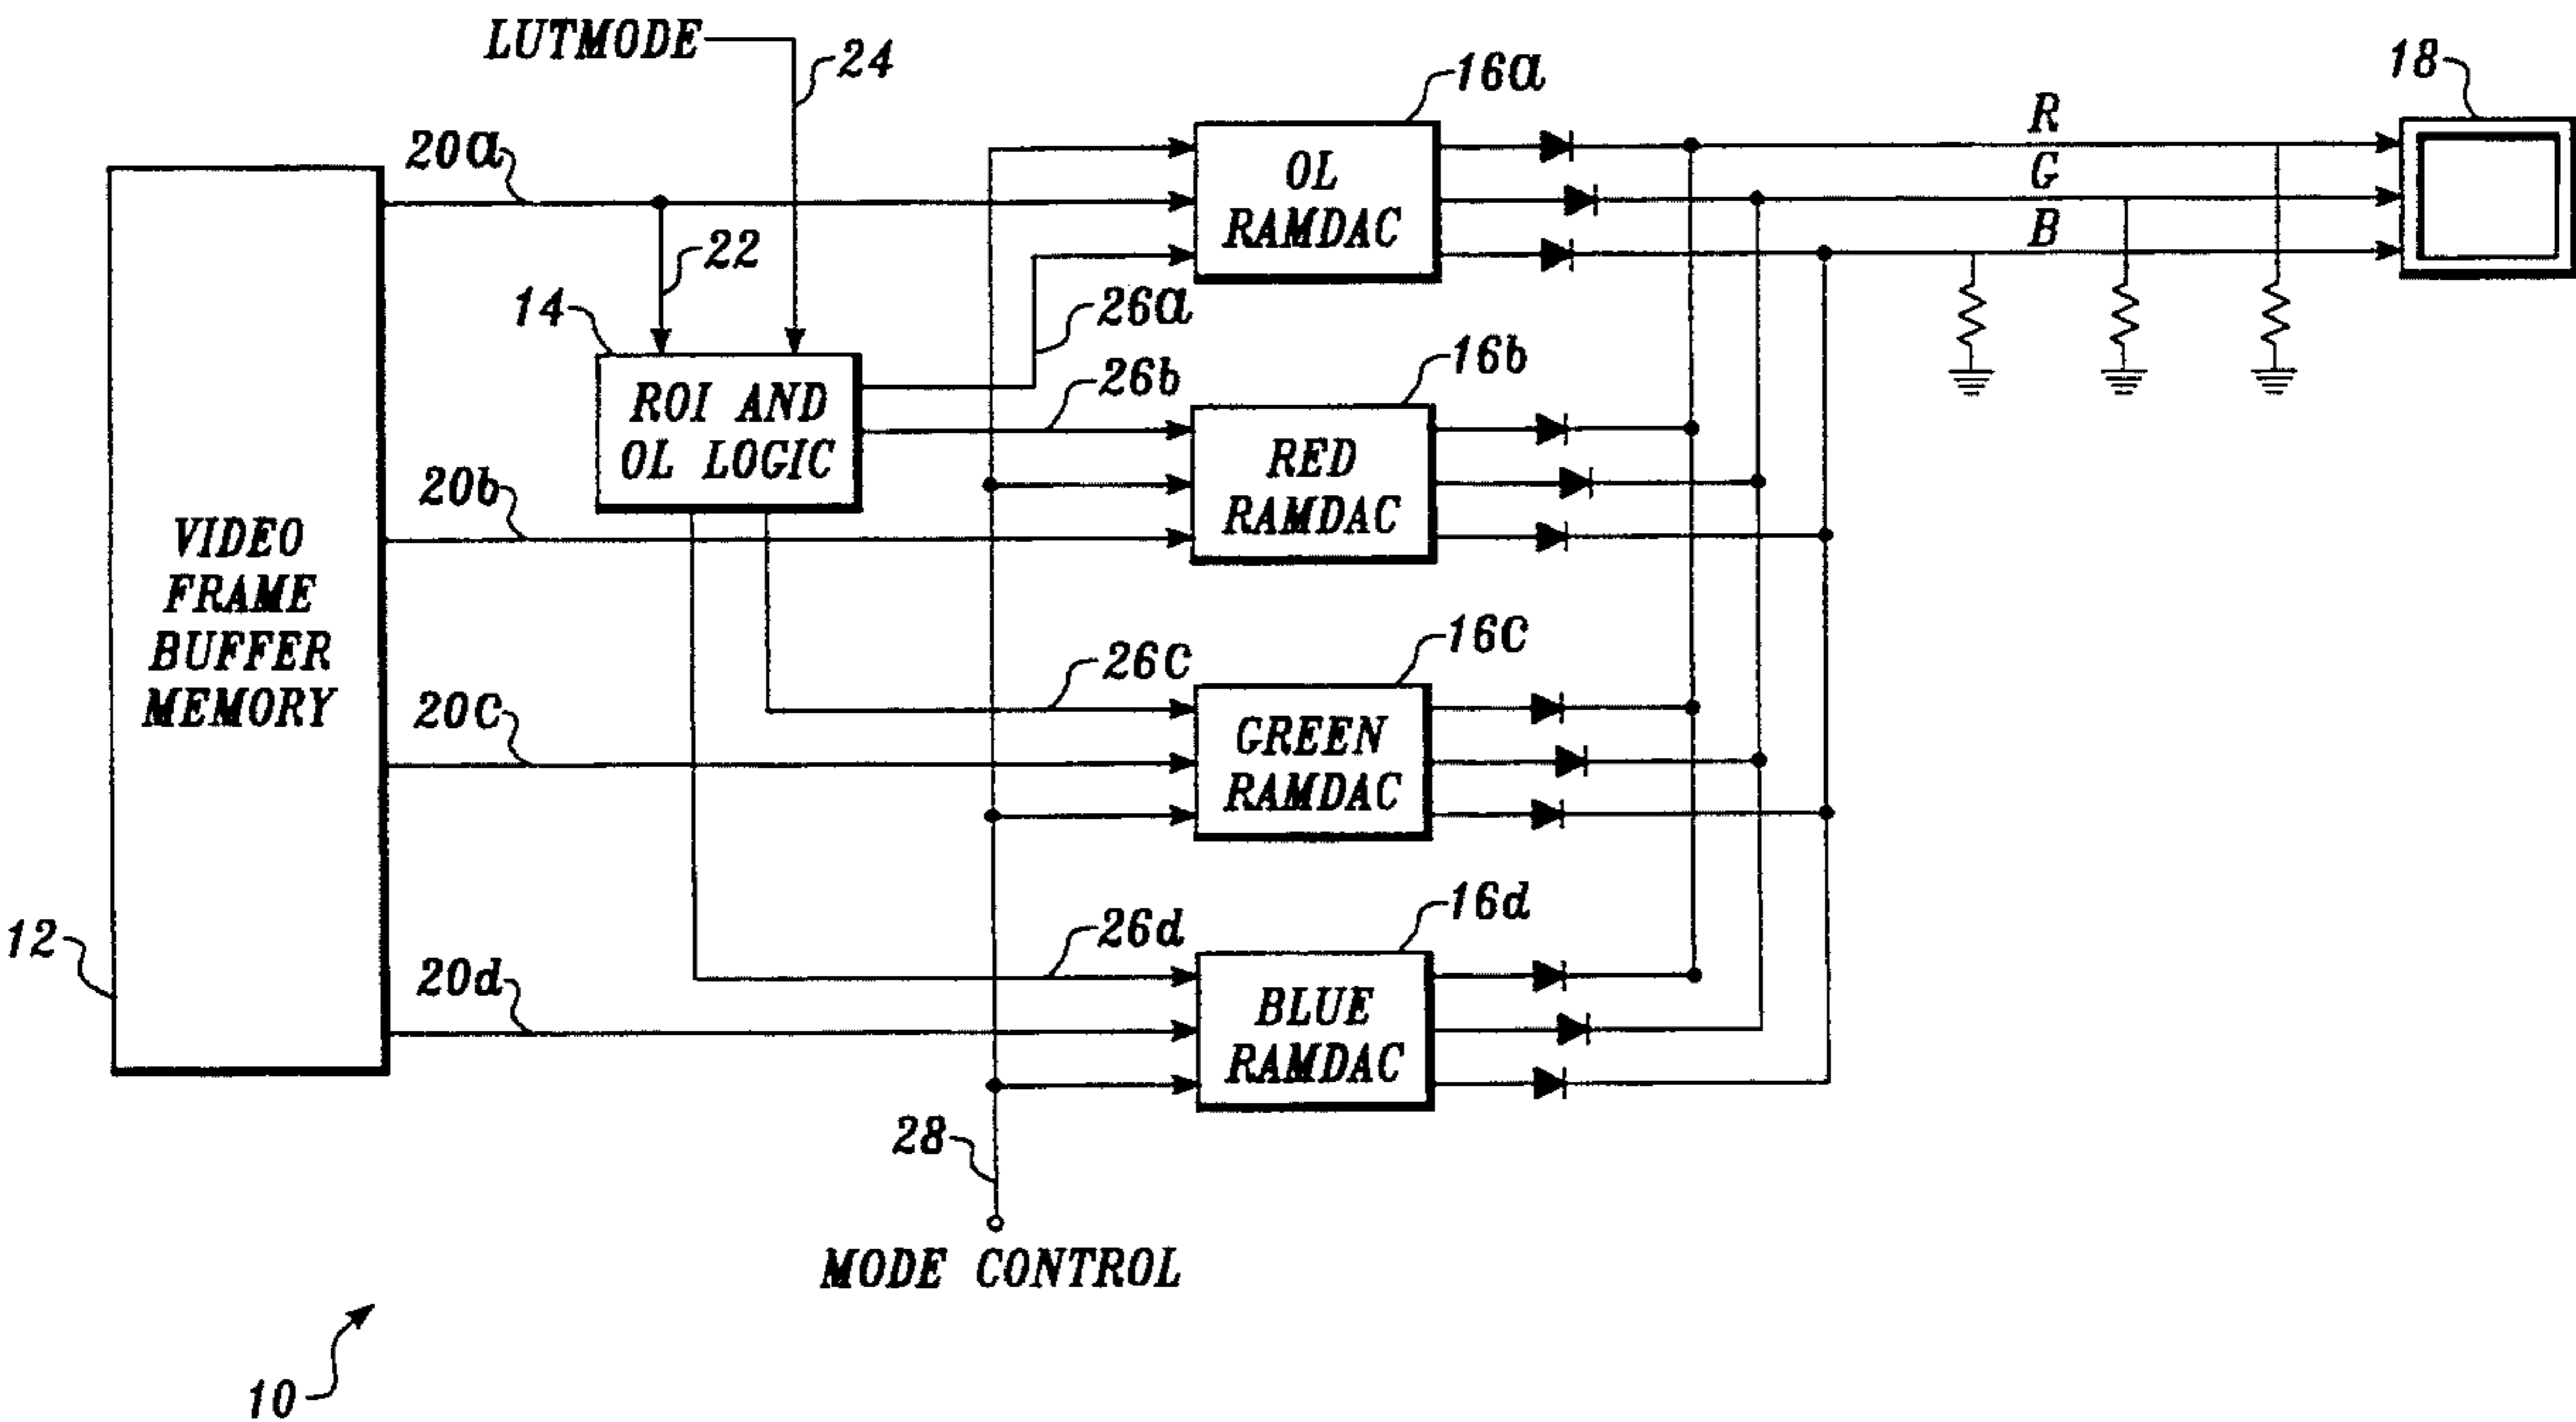 LUTMODE
24
16a
18
20a
OL
RAMDAC
R
G
B
22
14
26a
ROI AND
OL LOGIC
26b
16b
RED
RAMDAC
20b
VIDEO
FRAME
BUFFER
MEMORY
26c
16c
20c
GREEN
RAMDAC
12
26d
16d
20d
BLUE
RAMDAC
28
MODE CONTROL
10